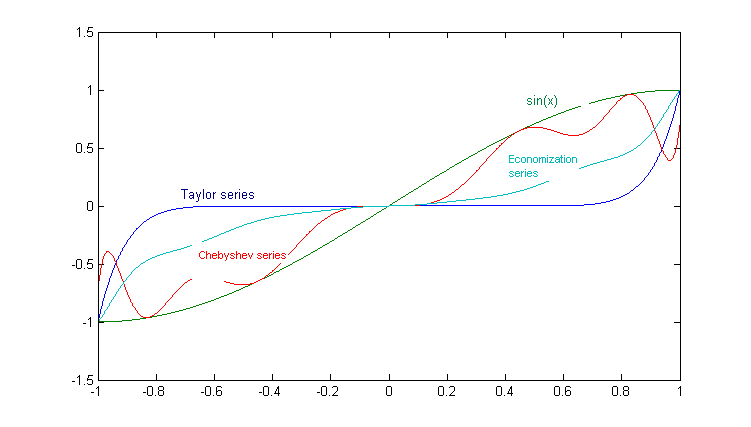 1.5
1
sin(x)
0.5
Economization
series
Taylor series
0
Chebyshev series
-0.5
-1
-1.5
-1 -0.8 -0.6 -0.4 -0.2 0 0.2 0.4 0.6 0.8 1